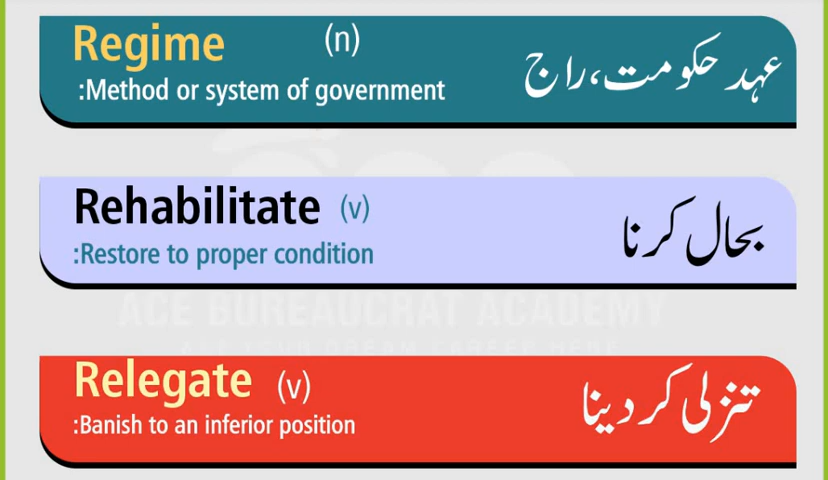 Regime (n) عہد حکومت، راج
:Method or system of government
Rehabilitate (v) بحال کرنا
:Restore to proper condition
ACE BUREAUCRAT ACADEMY
Relegate (v) تنزلی کر دینا
:Banish to an inferior position